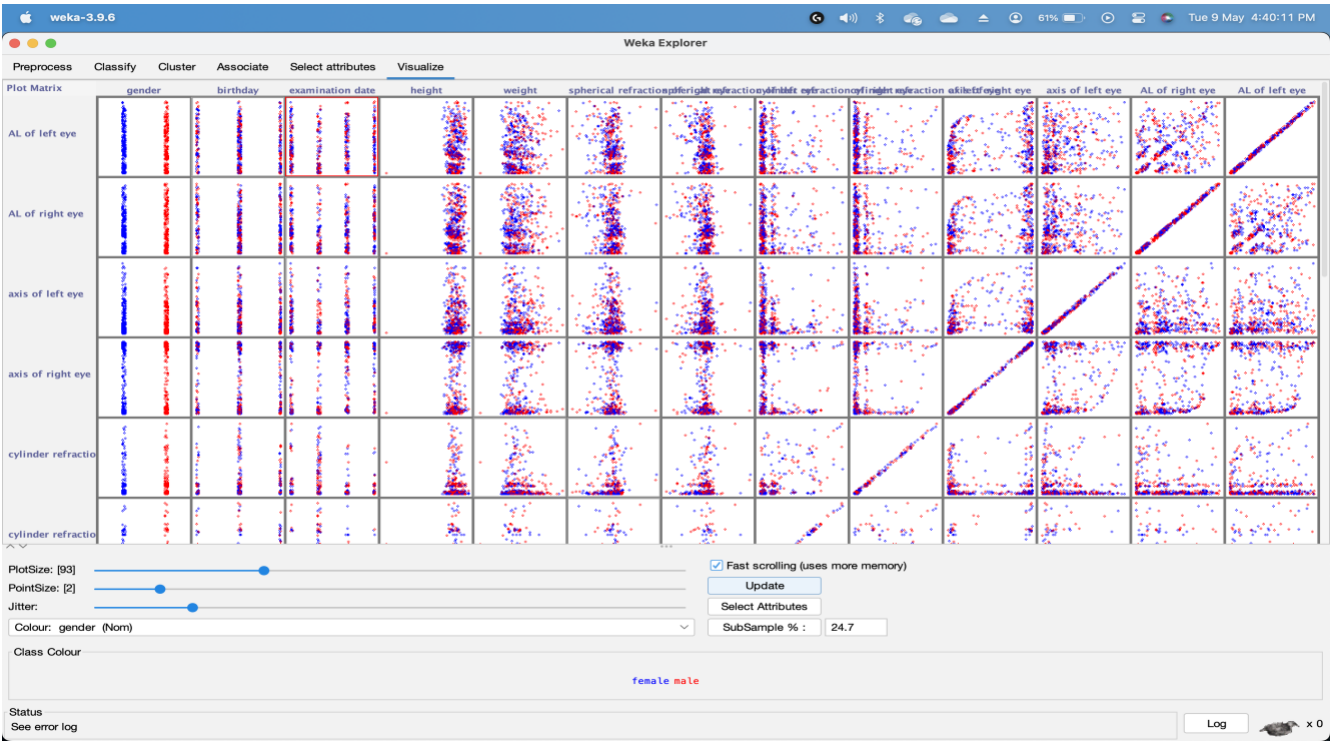 weka-3.9.6 61% Tue 9 May 4:40:11 PM
Weka Explorer
Preprocess Classify Cluster Associate Select attributes Visualize
Plot Matrix gender birthday examination date height weight spherical refraction axis of left eye AL of right eye AL of left eye
AL of left eye
AL of right eye
axis of left eye
axis of right eye
cylinder refractio
cylinder refractio
PlotSize: [93]
Fast scrolling (uses more memory)
PointSize: [2]
Update
Jitter:
Select Attributes
Colour: gender (Nom)
SubSample % : 24.7
Class Colour
female male
Status
See error log
Log x 0